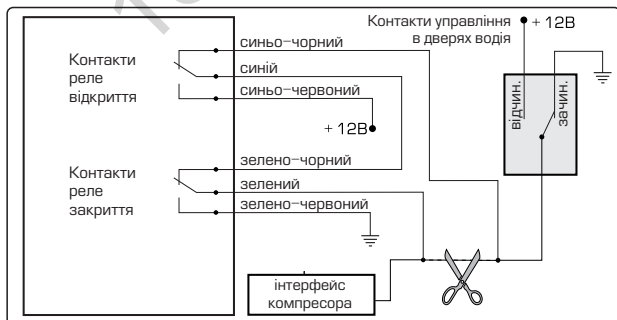 Контакти управління
в дверях водія
+ 12В
синьо-чорний
Контакти
реле
відкриття
синій
синьо-червоний
відчин.
зачин.
+ 12В
зелено-чорний
Контакти
реле
закриття
зелений
зелено-червоний
інтерфейс
компресора